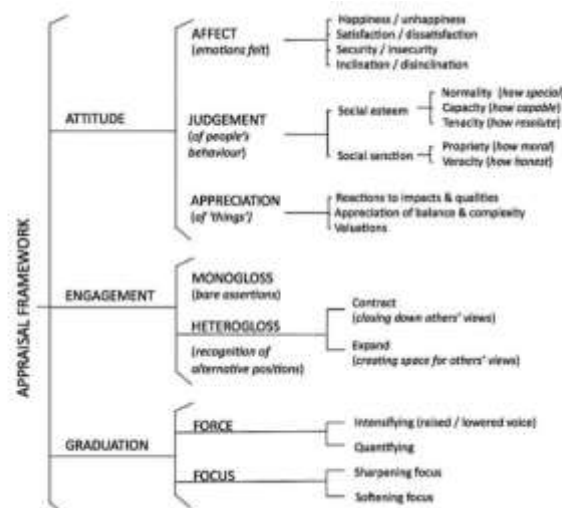 APPRAISAL FRAMEWORK
ATTITUDE
AFFECT
(emotions felt)
Happiness / unhappiness
Satisfaction / dissatisfaction
Security / insecurity
Inclination / disinclination
JUDGEMENT
(of people's
behaviour)
Social esteem
Normality (how special)
Capacity (how capable)
Tenacity (how resolute)
Social sanction
Propriety (how moral)
Veracity (how honest)
APPRECIATION
(of 'things')
Reactions to impacts & qualities
Appreciation of balance & complexity
Valuations
ENGAGEMENT
MONOGLOSS
(bare assertions)
HETEROGLOSS
(recognition of
alternative positions)
Contract
(closing down others' views)
Expand
(creating space for others' views)
GRADUATION
FORCE
Intensifying (raised / lowered voice)
Quantifying
FOCUS
Sharpening focus
Softening focus